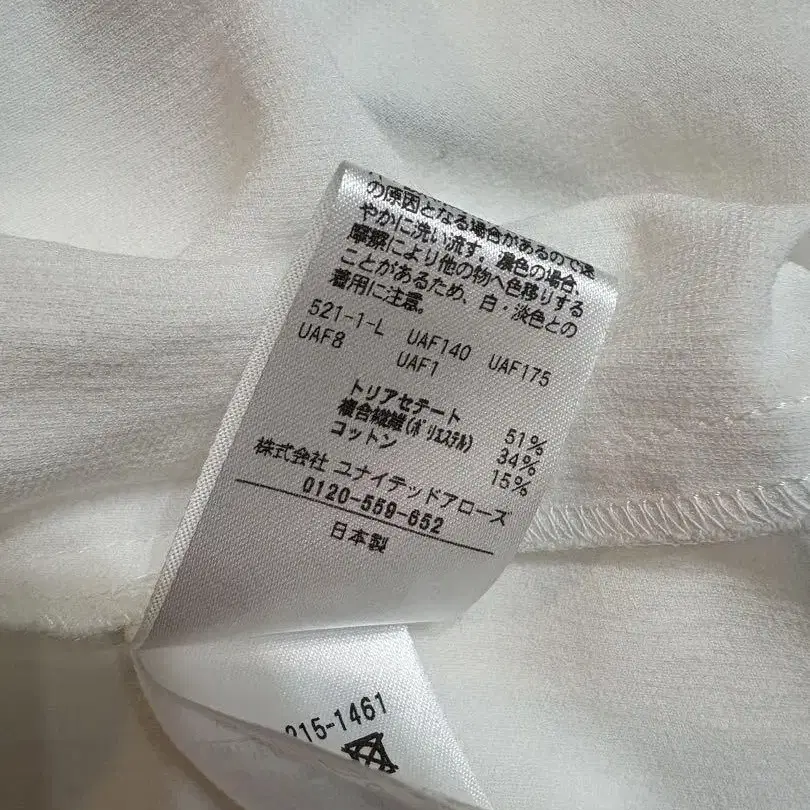 の原因となる場合があるので速
やかに洗い流す。濃色の場合、
摩擦により他の物へ色移りする
ことがあるため、白・淡色との
着用に注意。
521-1-L UAF140 UAF175
UAF8 UAF1
トリアセテート 51%
複合繊維(ポリエステル) 34%
コットン 15%
株式会社 ユナイテッドアローズ
0120-559-652
日本製
215-1461